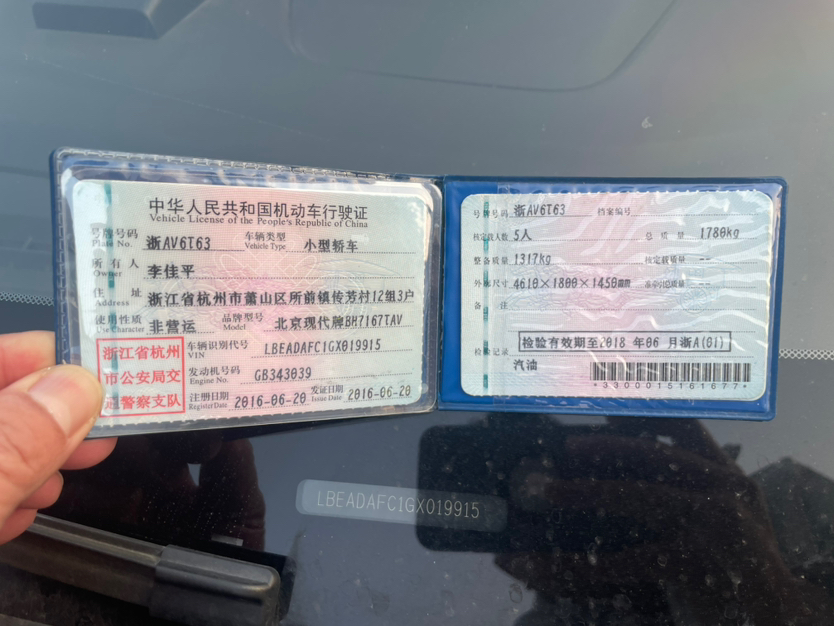 中华人民共和国机动车行驶证
Vehicle License of the People's Republic of China
号牌号码 浙AV6T63 车辆类型 小型轿车
Plate No. Vehicle Type
所有人 李佳平
Owner
住址 浙江省杭州市萧山区所前镇传芳村12组3户
Address
使用性质 非营运 品牌型号 北京现代牌BH7167TAV
Use Character Model
浙江省杭州
市公安局交
通警察支队
车辆识别代号 LBEADAFC1GX019915
VIN
发动机号码 GB343039
Engine No.
注册日期 2016-06-20 发证日期 2016-06-20
Register Date Issue Date
号牌号码 浙AV6T63 档案编号
核定载人数 5人 总质量 1780kg
整备质量 1317kg 核定载质量 --
外廓尺寸 4610×1800×1450mm 准牵引总质量 --
备注
检验记录 检验有效期至2018 年06 月浙A(01)
汽油
*3300015161677*
LBEADAFC1GX019915